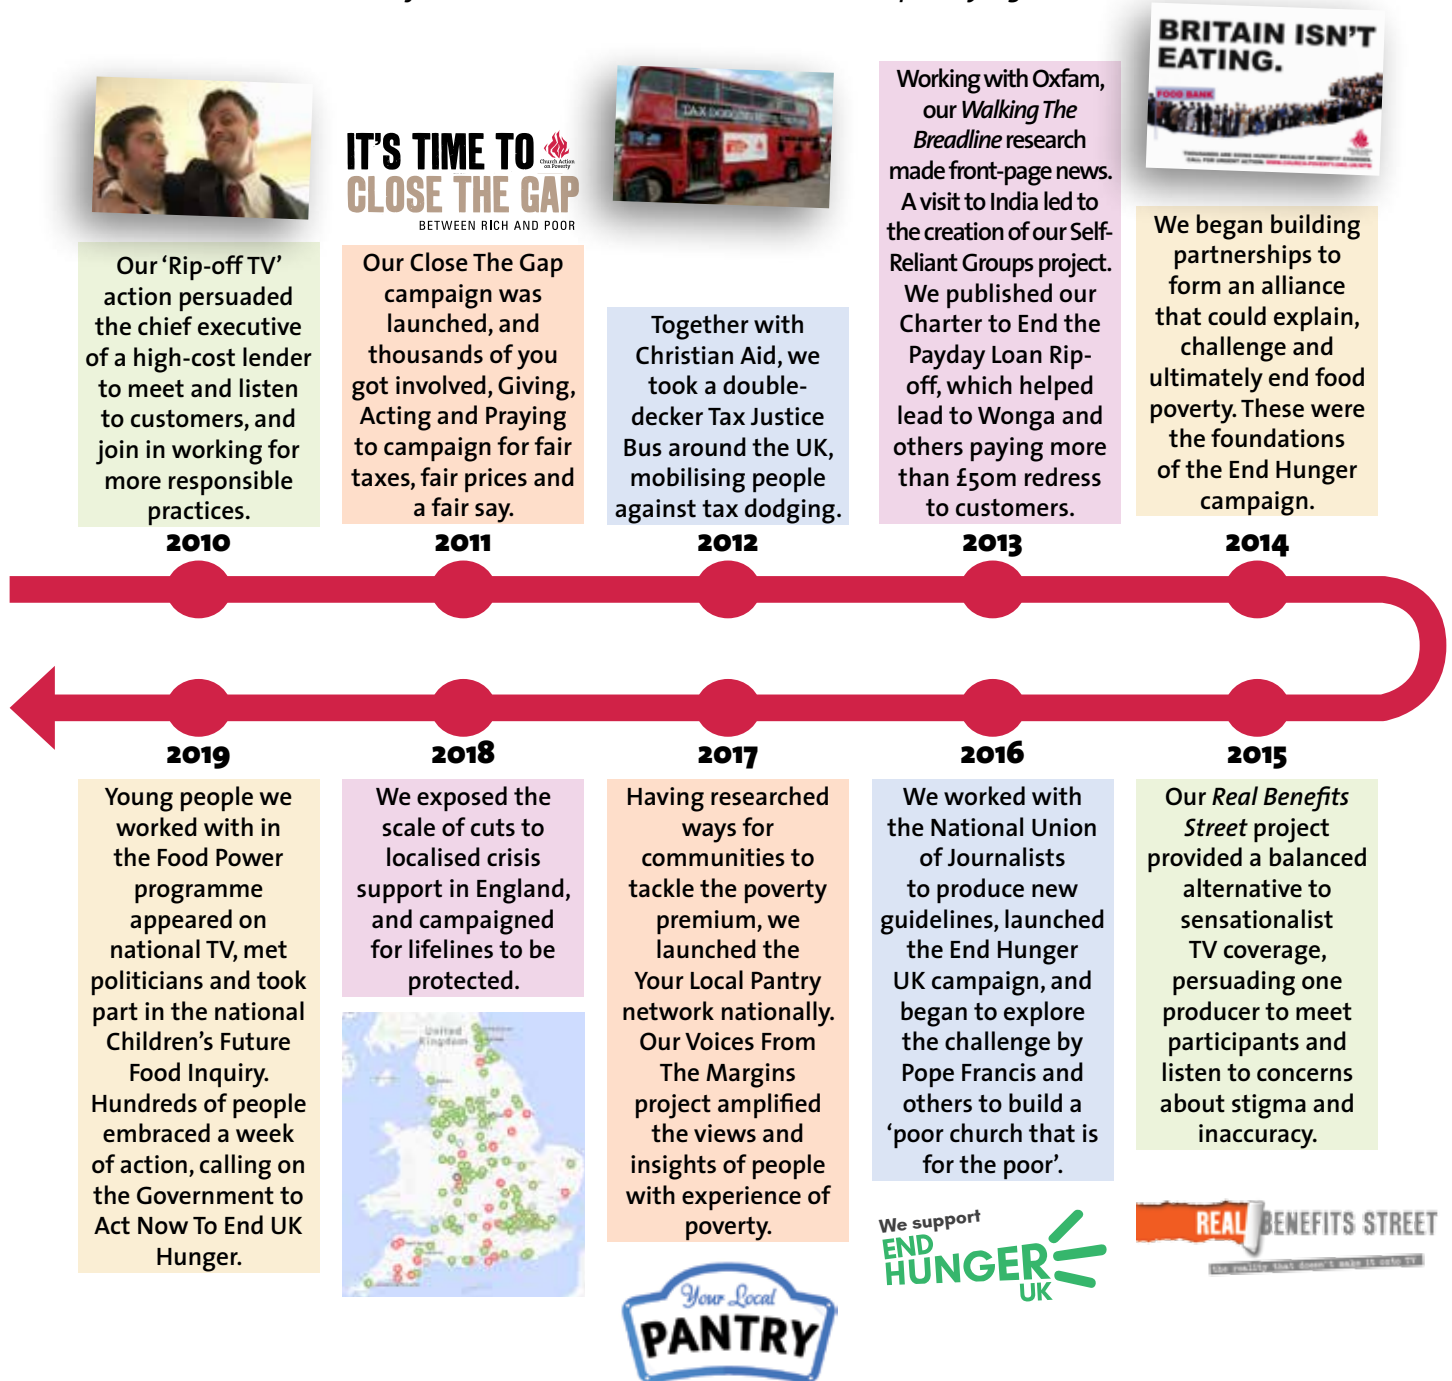 BRITAIN ISN'T
EATING.
FOOD BANK
IT'S TIME TO
Church Action
on Poverty
CLOSE THE GAP
BETWEEN RICH AND POOR
TAX DODGING
Our ‘Rip-off TV’
action persuaded
the chief executive
of a high-cost lender
to meet and listen
to customers, and
join in working for
more responsible
practices.
2010
Our Close The Gap
campaign was
launched, and
thousands of you
got involved, Giving,
Acting and Praying
to campaign for fair
taxes, fair prices and
a fair say.
2011
Together with
Christian Aid, we
took a double-
decker Tax Justice
Bus around the UK,
mobilising people
against tax dodging.
2012
Working with Oxfam,
our Walking The
Breadline research
made front-page news.
A visit to India led to
the creation of our Self-
Reliant Groups project.
We published our
Charter to End the
Payday Loan Rip-
off, which helped
lead to Wonga and
others paying more
than £50m redress
to customers.
2013
We began building
partnerships to
form an alliance
that could explain,
challenge and
ultimately end food
poverty. These were
the foundations
of the End Hunger
campaign.
2014
2015
Our Real Benefits
Street project
provided a balanced
alternative to
sensationalist
TV coverage,
persuading one
producer to meet
participants and
listen to concerns
about stigma and
inaccuracy.
REAL BENEFITS STREET
the reality that doesn't make it onto TV
2016
We worked with
the National Union
of Journalists
to produce new
guidelines, launched
the End Hunger
UK campaign, and
began to explore
the challenge by
Pope Francis and
others to build a
‘poor church that is
for the poor’.
We support
END
HUNGER
UK
2017
Having researched
ways for
communities to
tackle the poverty
premium, we
launched the
Your Local Pantry
network nationally.
Our Voices From
The Margins
project amplified
the views and
insights of people
with experience of
poverty.
Your Local
PANTRY
2018
We exposed the
scale of cuts to
localised crisis
support in England,
and campaigned
for lifelines to be
protected.
United
Kingdom
2019
Young people we
worked with in
the Food Power
programme
appeared on
national TV, met
politicians and took
part in the national
Children’s Future
Food Inquiry.
Hundreds of people
embraced a week
of action, calling on
the Government to
Act Now To End UK
Hunger.